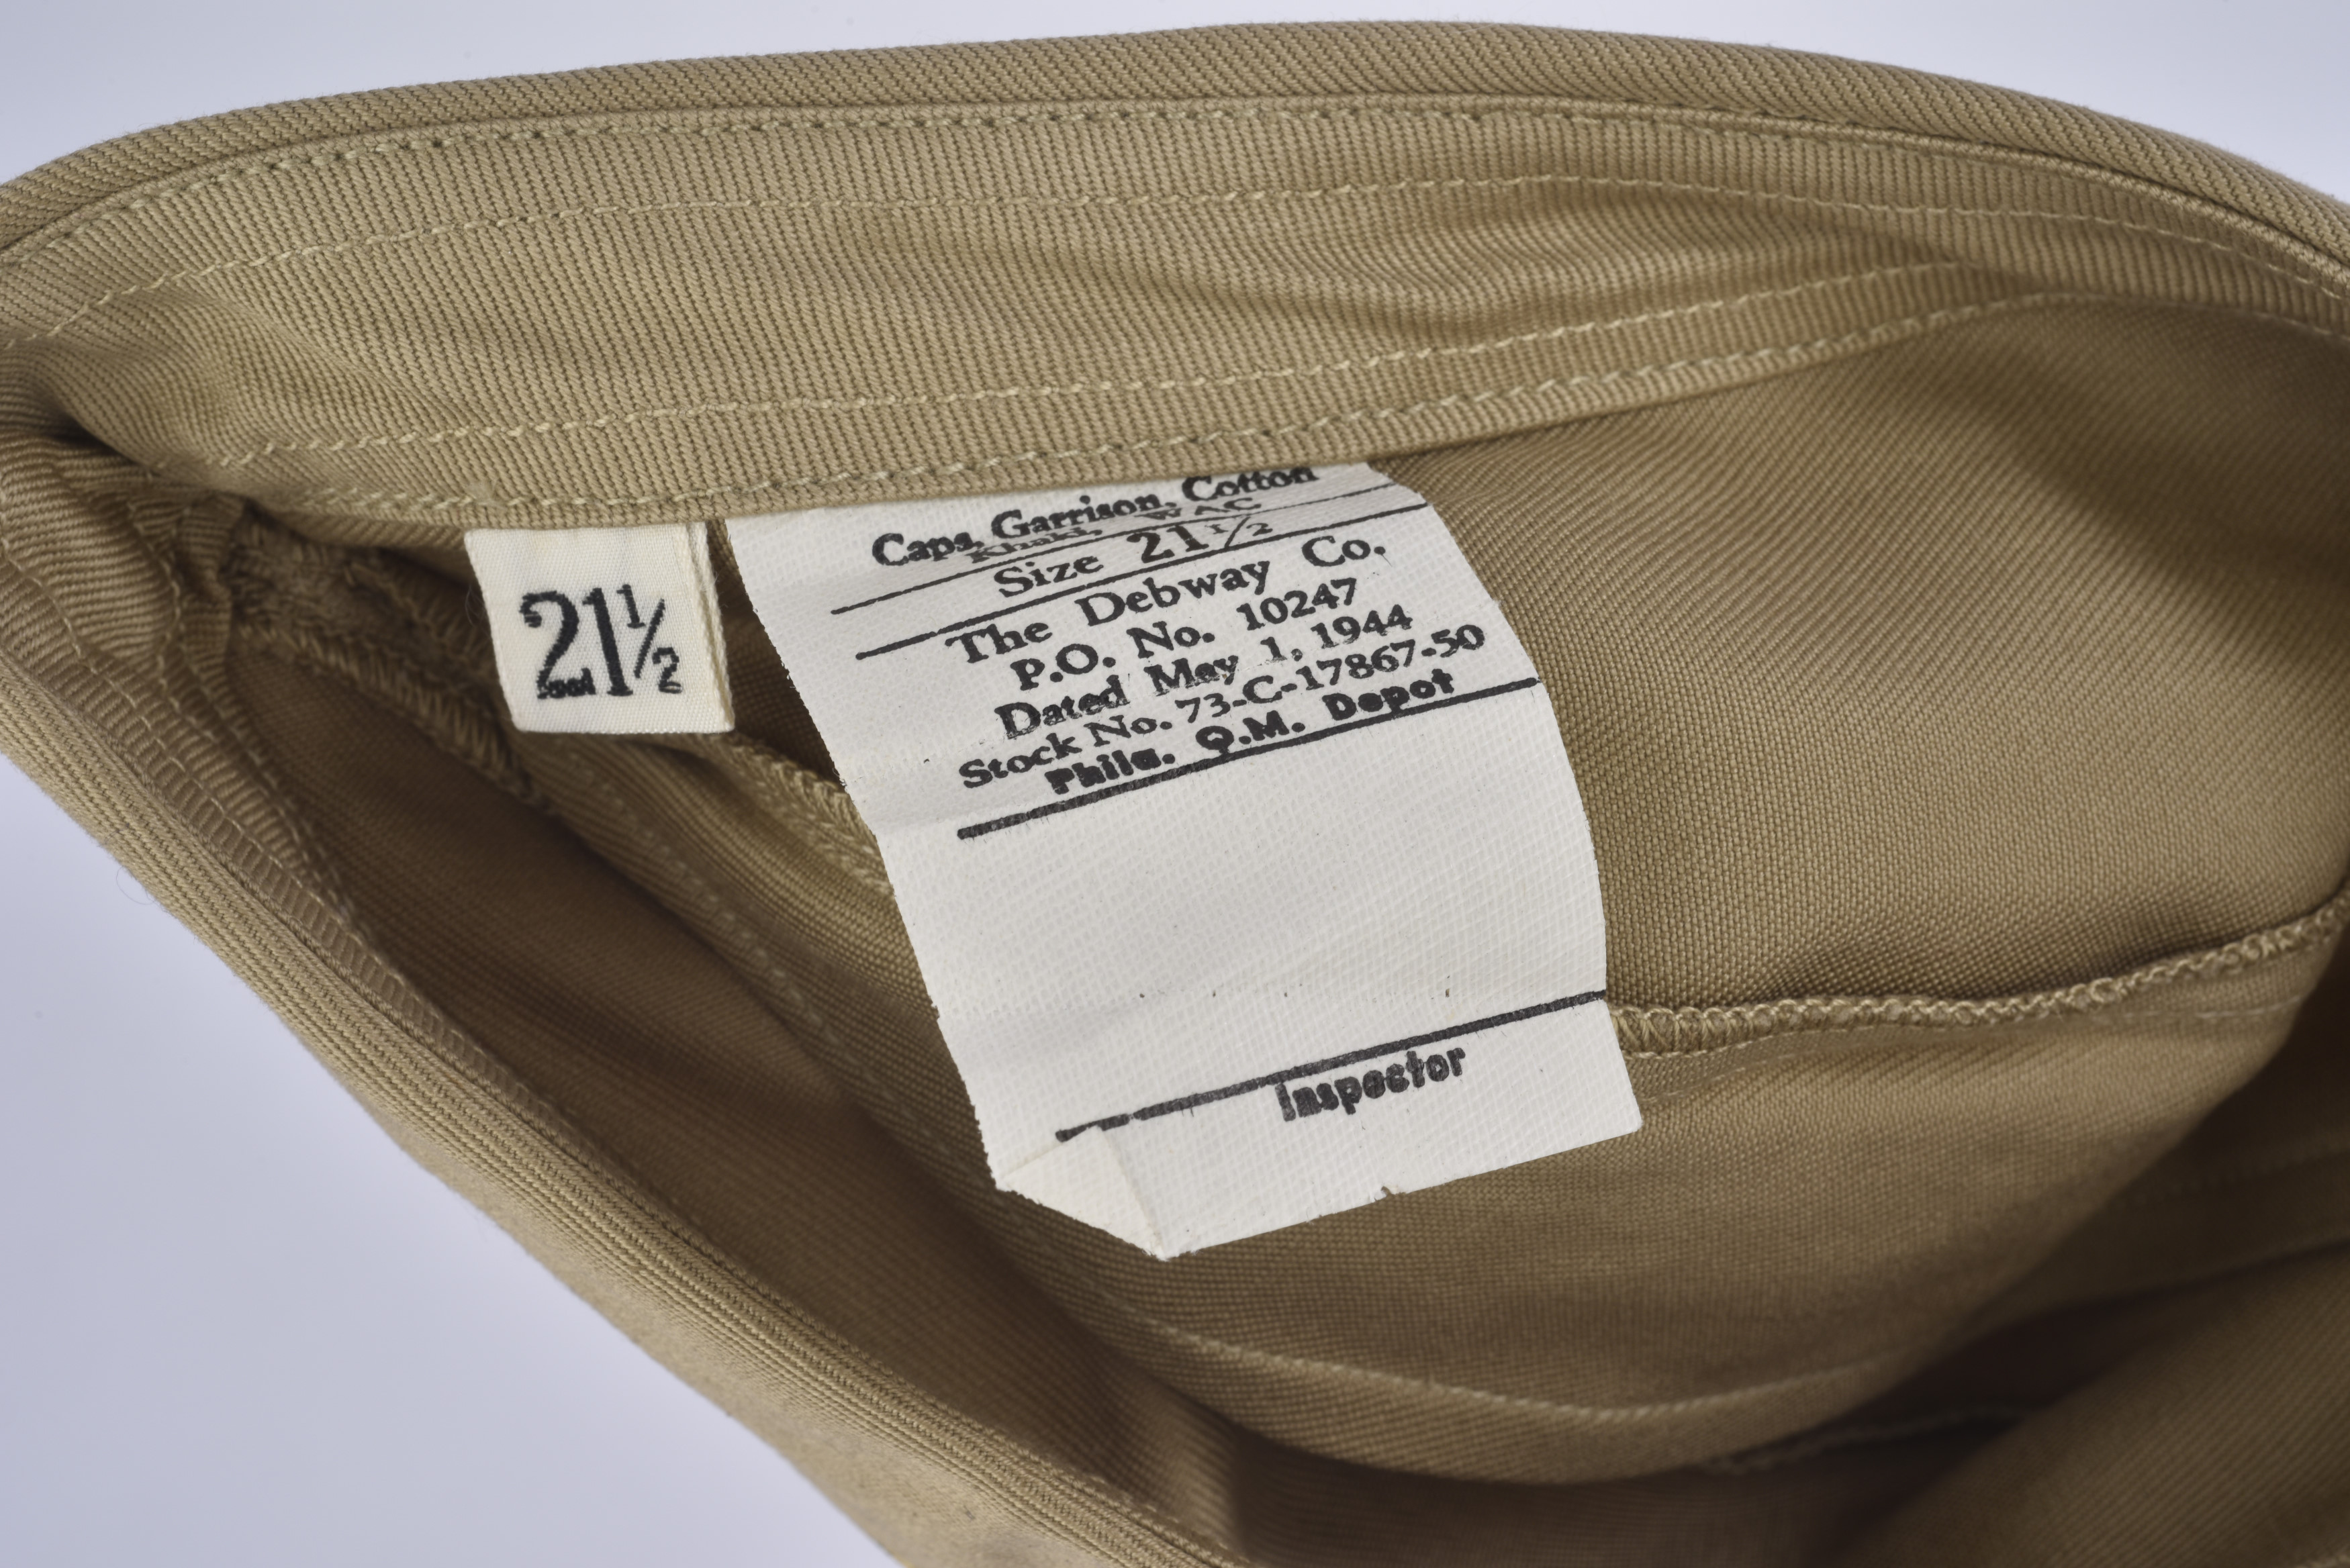 21½
Caps, Garrison, Cotton
Khaki, WAC
Size 21½
The Debway Co.
P.O. No. 10247
Dated May 1, 1944
Stock No. 73-C-17867-50
Phila. Q.M. Depot
Inspector